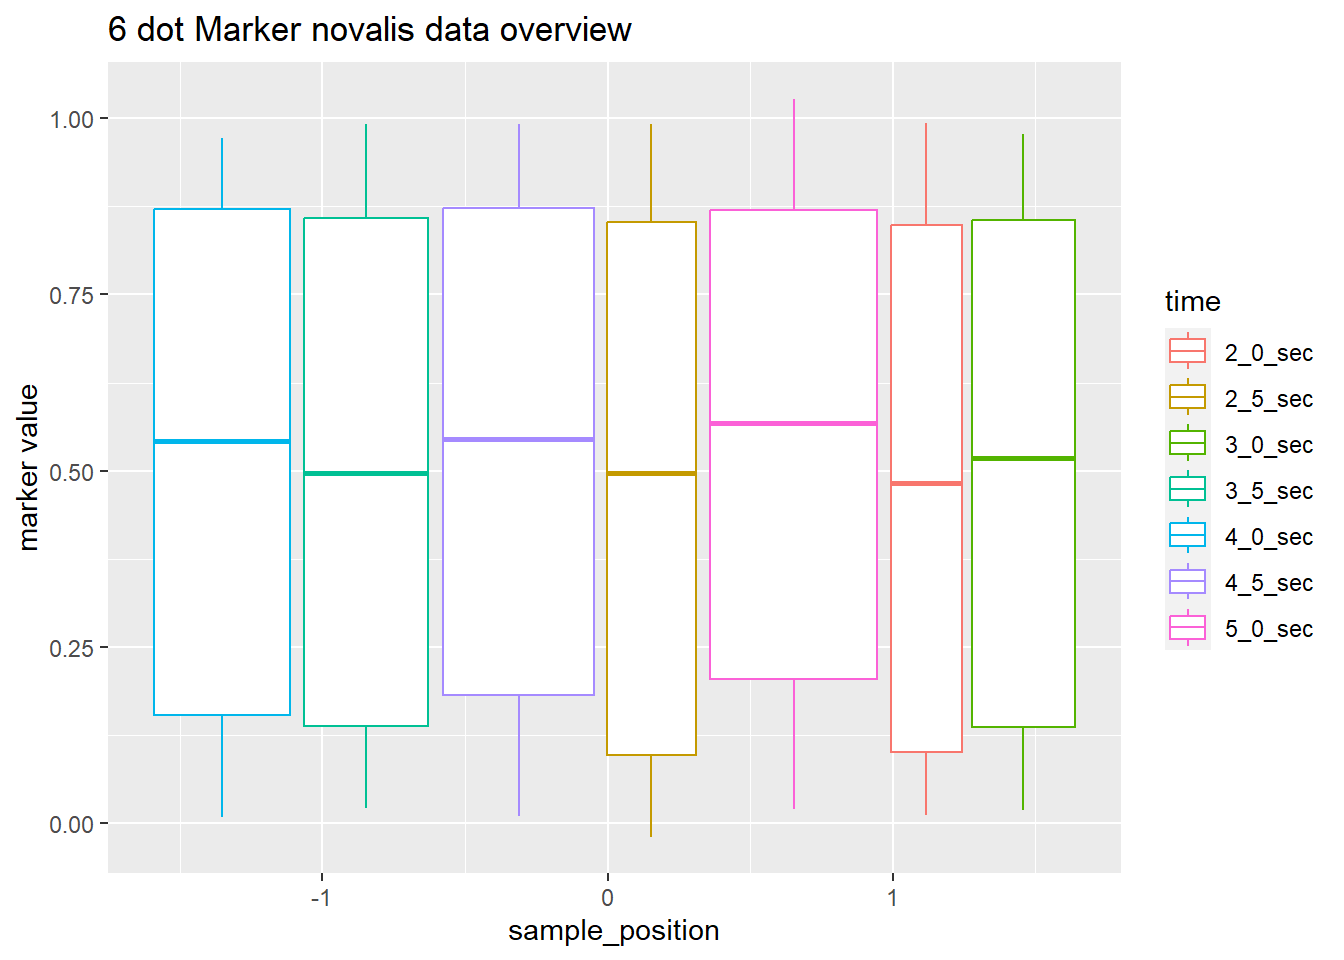 6 dot Marker novalis data overview
1.00
0.75
0.50
0.25
0.00
marker value
-1
0
1
sample_position
time
2_0_sec
2_5_sec
3_0_sec
3_5_sec
4_0_sec
4_5_sec
5_0_sec